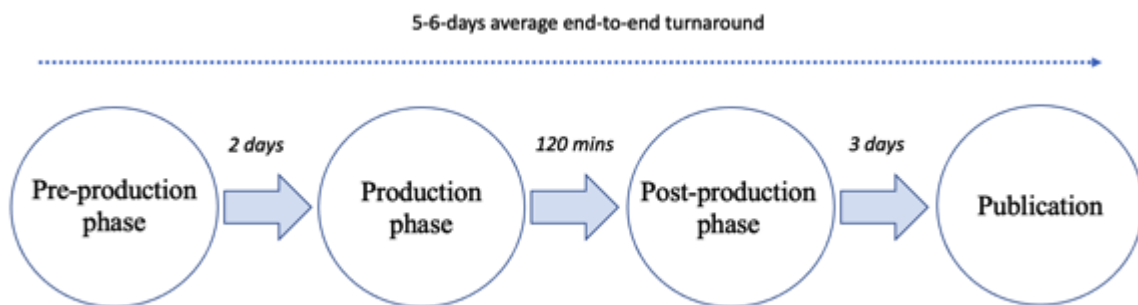 5-6-days average end-to-end turnaround
2 days
120 mins
3 days
Pre-production
phase
Production
phase
Post-production
phase
Publication